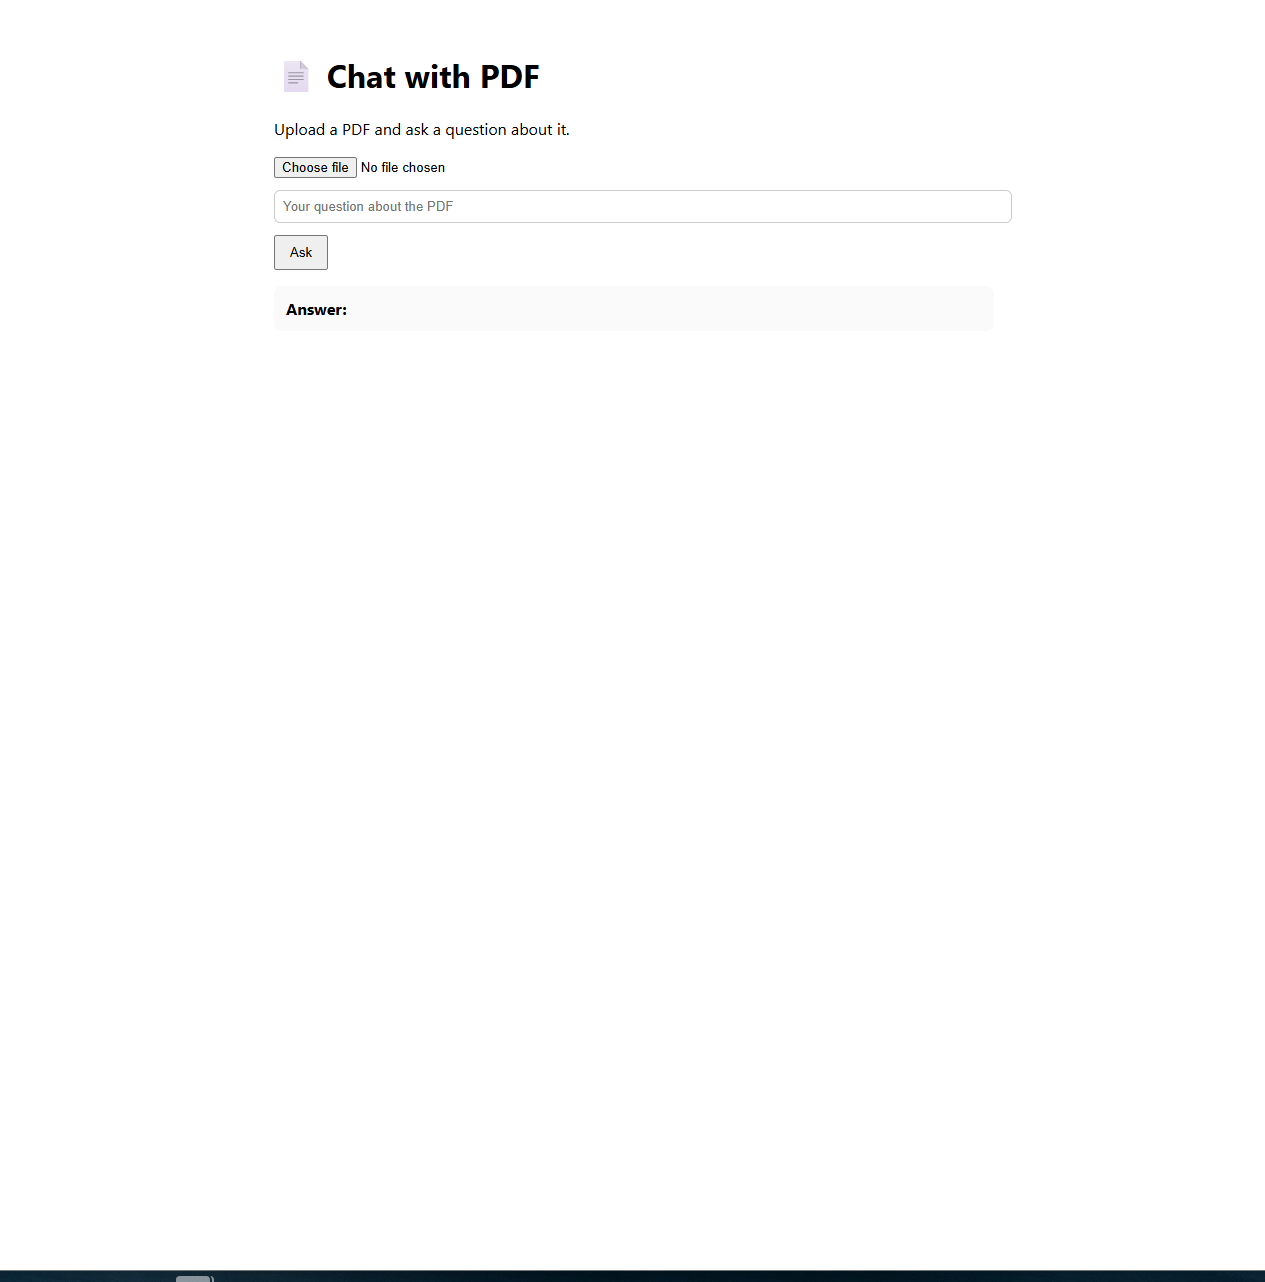 Chat with PDF
Upload a PDF and ask a question about it.
Choose file No file chosen
Your question about the PDF
Ask
Answer: